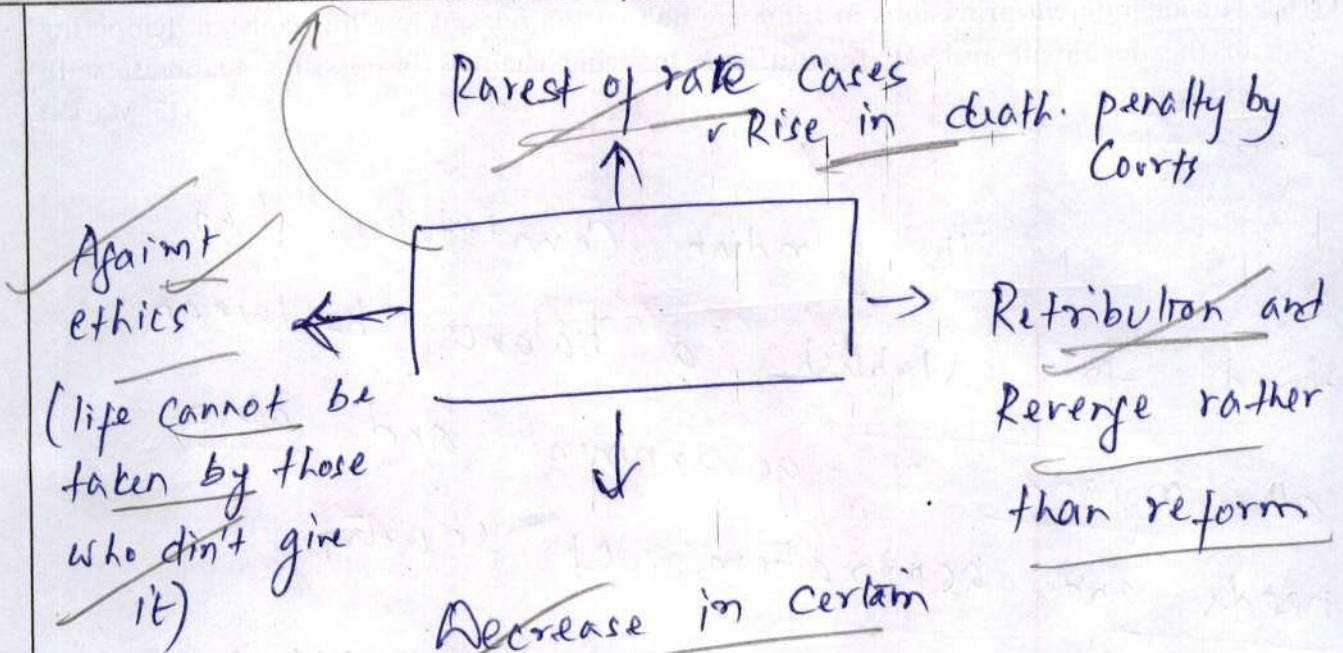 Rarest of rare Cases
Rise in death penalty by
Courts
Against
ethics
(life cannot be
taken by those
who din't give
it)
Retribution and
Revenge rather
than reform
Decrease in certain